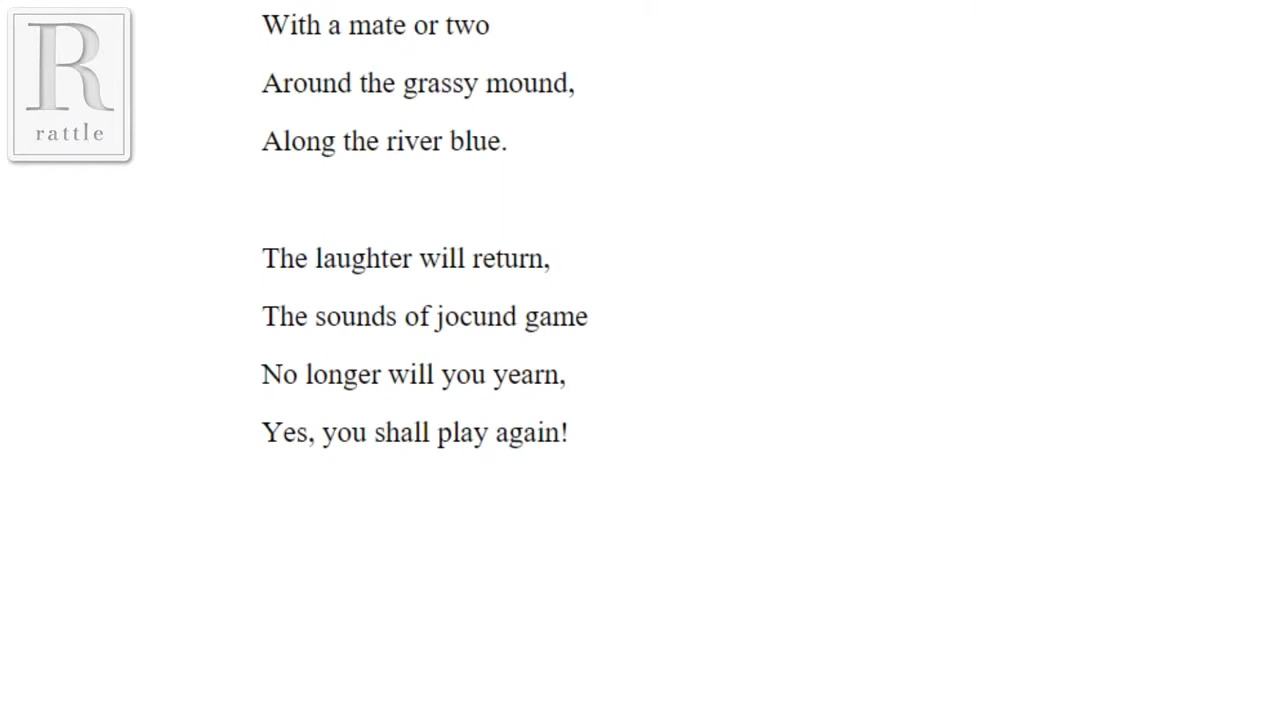 R
rattle
With a mate or two
Around the grassy mound,
Along the river blue.
The laughter will return,
The sounds of jocund game
No longer will you yearn,
Yes, you shall play again!